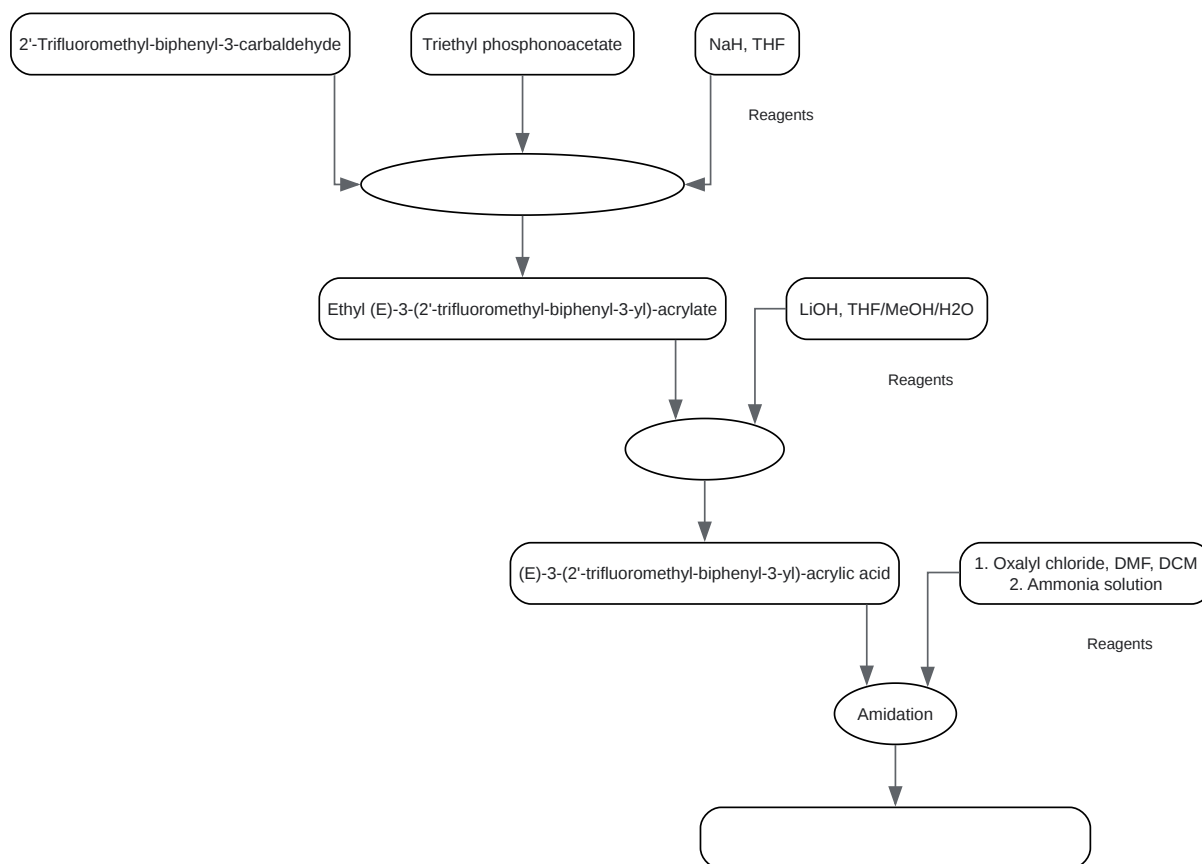 2'-Trifluoromethyl-biphenyl-3-carbaldehyde
Triethyl phosphonoacetate
NaH, THF
Reagents
Ethyl (E)-3-(2'-trifluoromethyl-biphenyl-3-yl)-acrylate
LiOH, THF/MeOH/H2O
Reagents
(E)-3-(2'-trifluoromethyl-biphenyl-3-yl)-acrylic acid
1. Oxalyl chloride, DMF, DCM
2. Ammonia solution
Reagents
Amidation